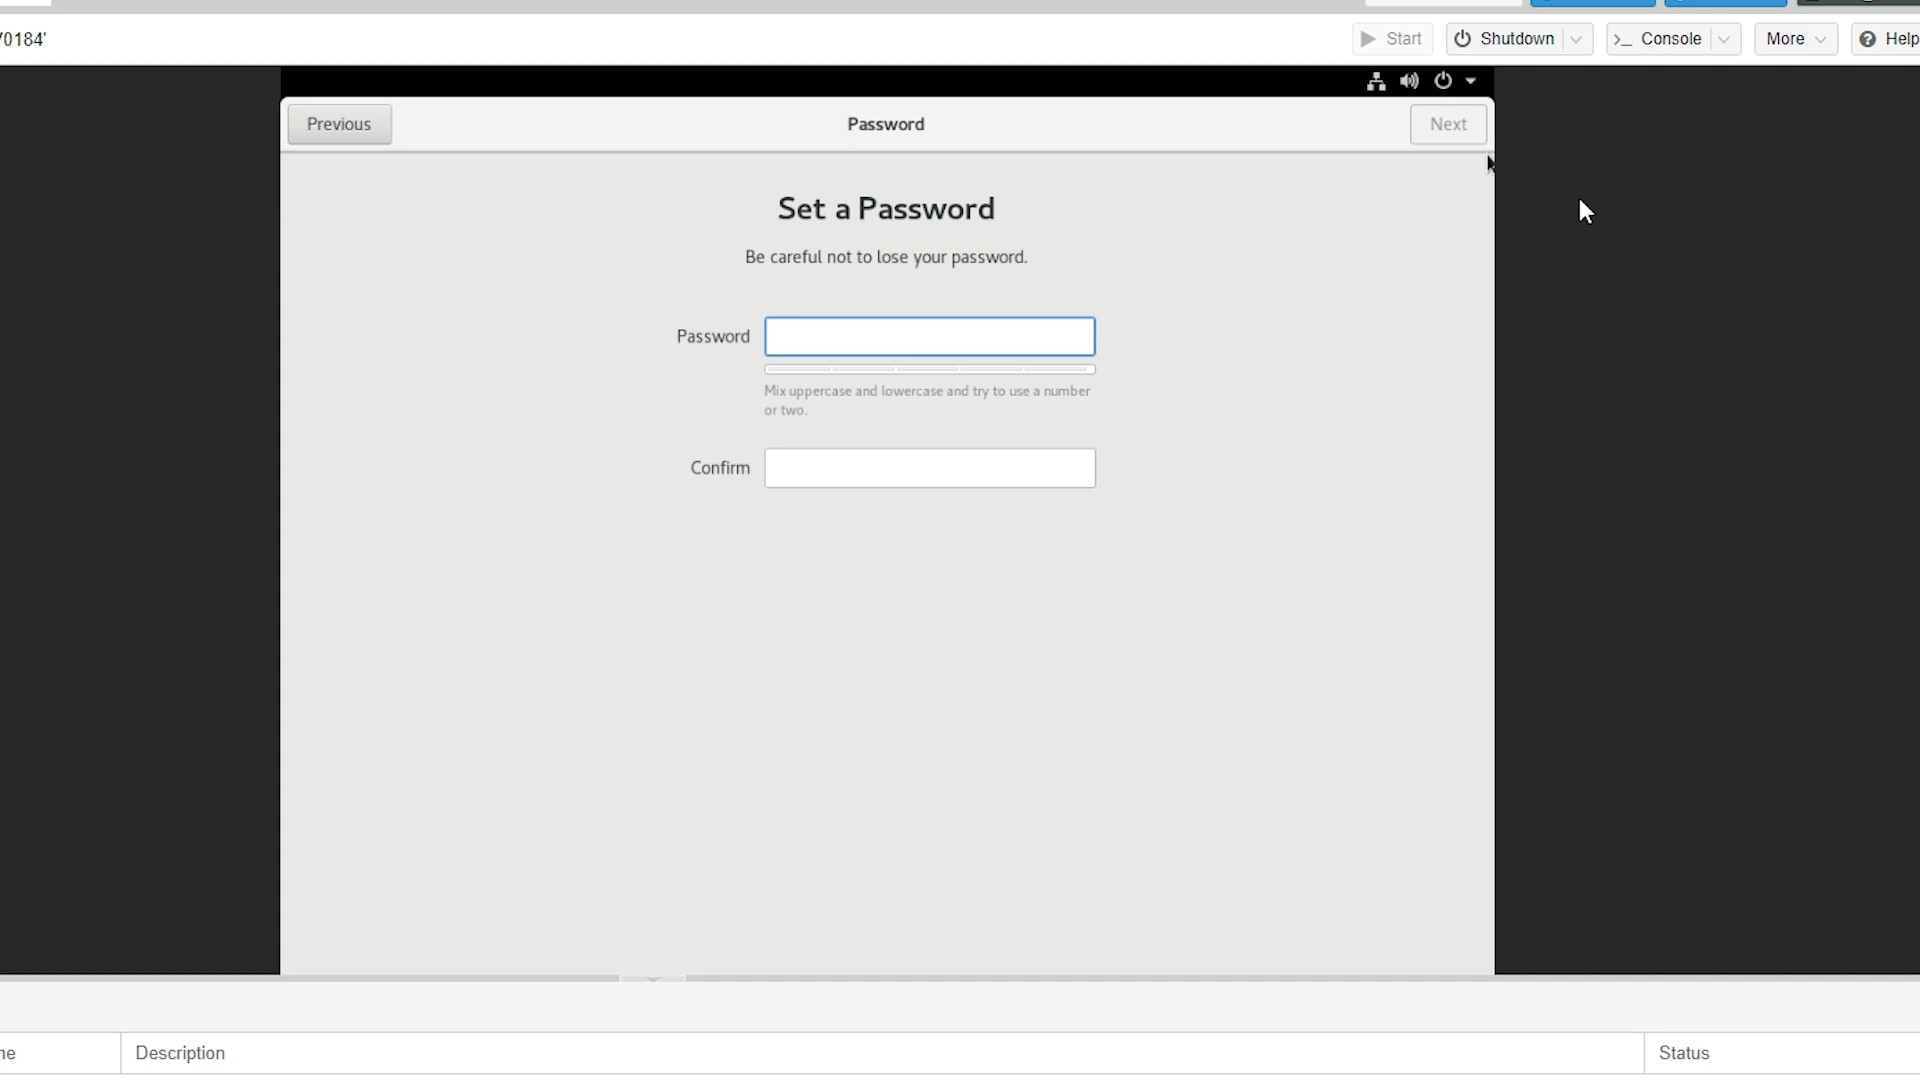 0184'
Start
Shutdown
Console
More
Help
Previous
Password
Next
Set a Password
Be careful not to lose your password.
Password
Mix uppercase and lowercase and try to use a number
or two.
Confirm
Description
Status